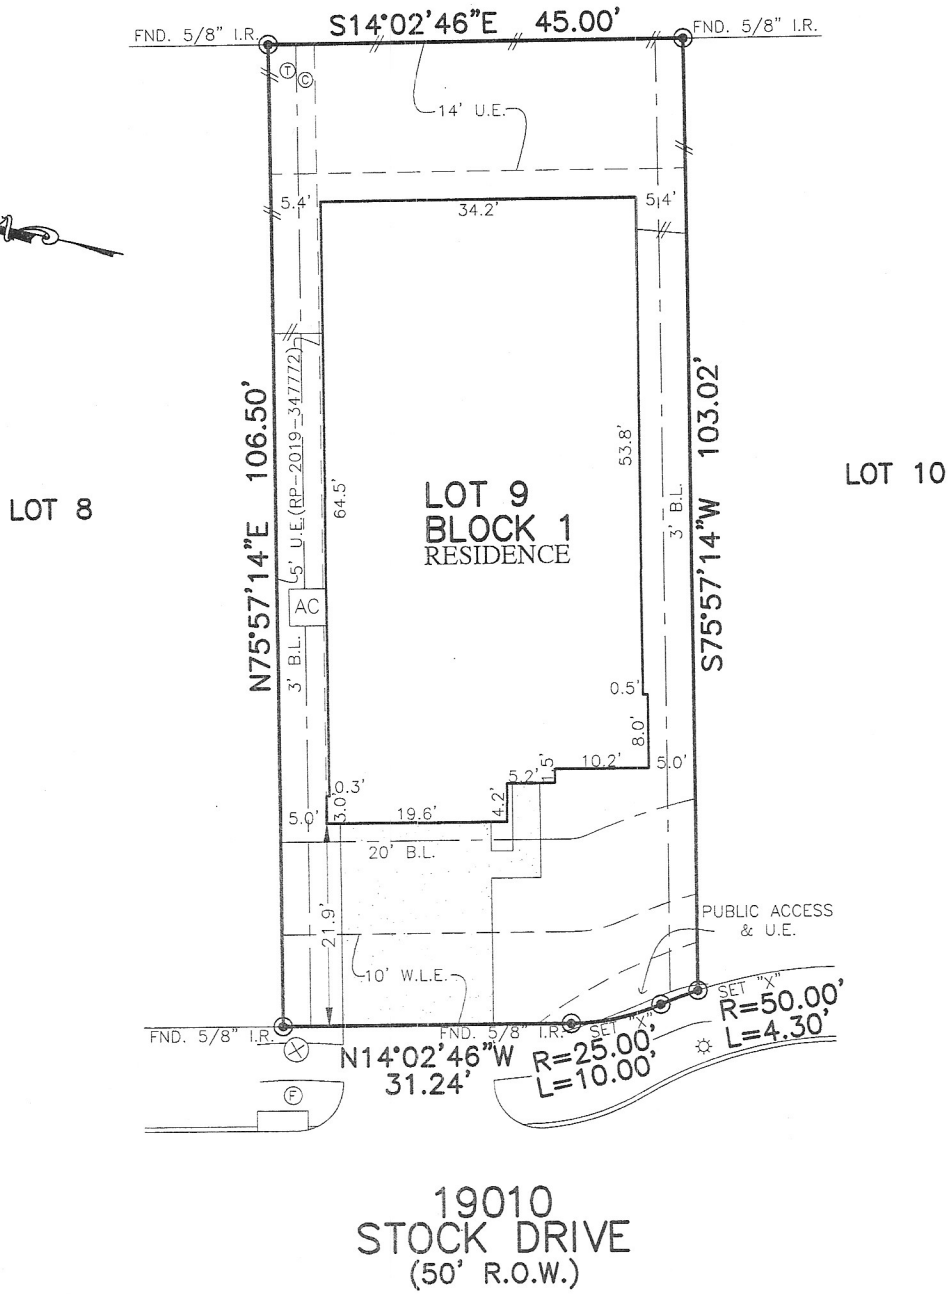 S14°02'46"E 45.00'
FND. 5/8" I.R.
FND. 5/8" I.R.
T
C
14' U.E.
5.4'
34.2'
5.4'
N75°57'14"E 106.50'
5' U.E.(RP-2019-347772)
3' B.L.
64.5'
53.8'
3' B.L.
S75°57'14"W 103.02'
LOT 8
LOT 10
LOT 9
BLOCK 1
RESIDENCE
AC
0.5'
8.0'
10.2'
5.0'
1.5'
5.2'
4.2'
0.3'
3.0'
5.0'
19.6'
20' B.L.
21.9'
PUBLIC ACCESS
& U.E.
10' W.L.E.
SET "X"
R=50.00'
L=4.30'
FND. 5/8" I.R.
FND. 5/8" I.R.
SET "X"
N14°02'46"W
31.24'
R=25.00'
L=10.00'
F
19010
STOCK DRIVE
(50' R.O.W.)